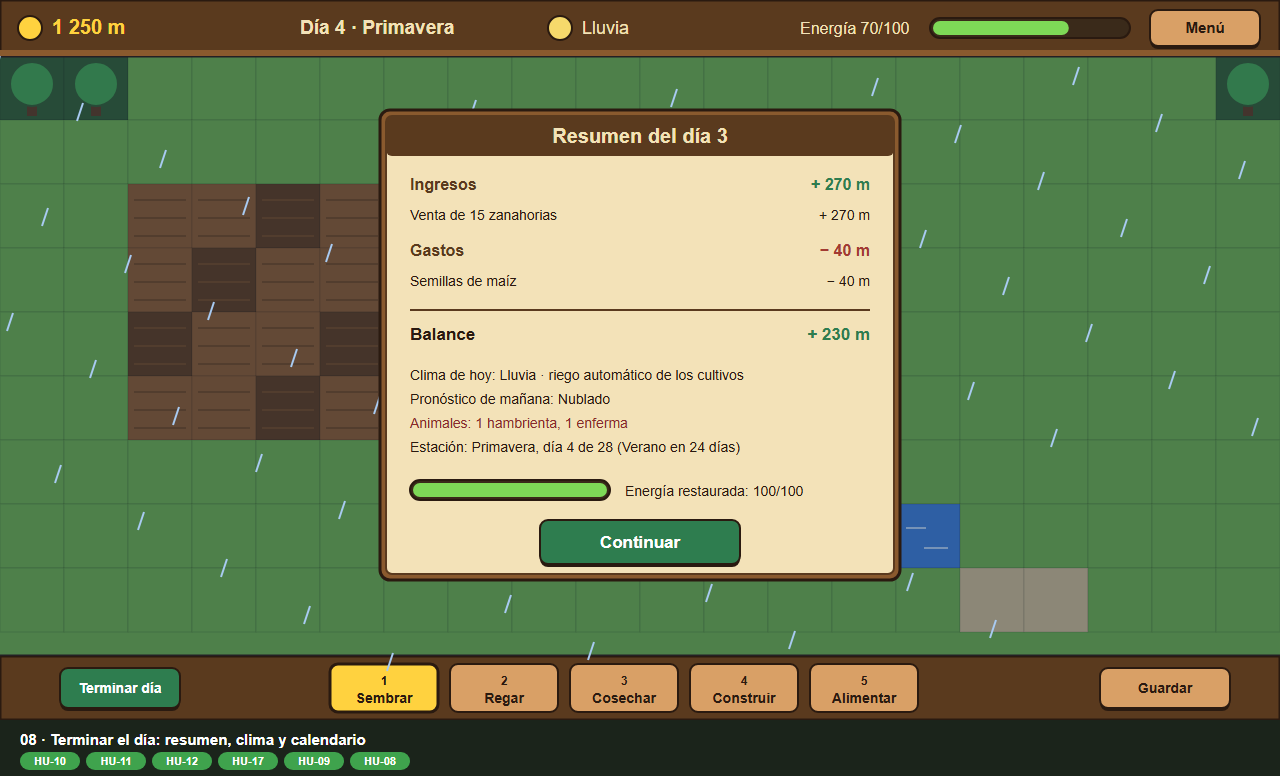 1 250 m Día 4 · Primavera Lluvia Energía 70/100 Menú
Resumen del día 3
Ingresos + 270 m
Venta de 15 zanahorias + 270 m
Gastos − 40 m
Semillas de maíz − 40 m
Balance + 230 m
Clima de hoy: Lluvia · riego automático de los cultivos
Pronóstico de mañana: Nublado
Animales: 1 hambrienta, 1 enferma
Estación: Primavera, día 4 de 28 (Verano en 24 días)
Energía restaurada: 100/100
Continuar
Terminar día
1
Sembrar
2
Regar
3
Cosechar
4
Construir
5
Alimentar
Guardar
08 · Terminar el día: resumen, clima y calendario
HU-10 HU-11 HU-12 HU-17 HU-09 HU-08